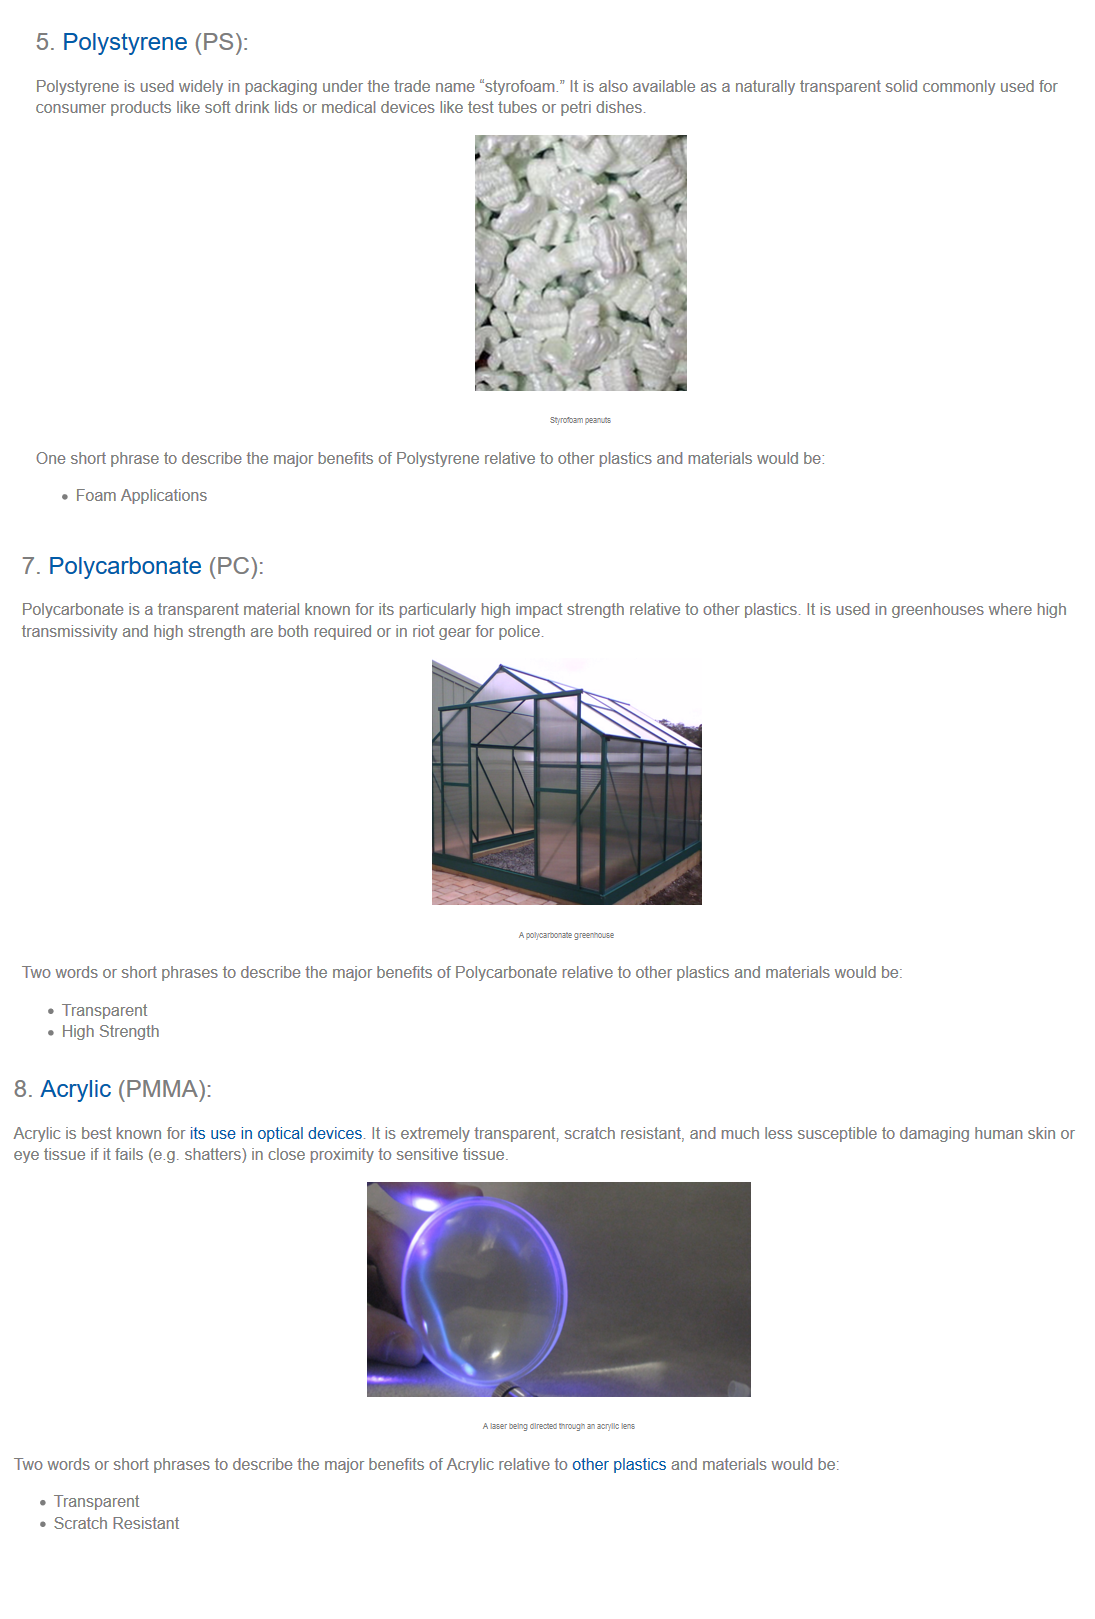 5. Polystyrene (PS):
Polystyrene is used widely in packaging under the trade name “styrofoam.” It is also available as a naturally transparent solid commonly used for
consumer products like soft drink lids or medical devices like test tubes or petri dishes.
Styrofoam peanuts
One short phrase to describe the major benefits of Polystyrene relative to other plastics and materials would be:
• Foam Applications
7. Polycarbonate (PC):
Polycarbonate is a transparent material known for its particularly high impact strength relative to other plastics. It is used in greenhouses where high
transmissivity and high strength are both required or in riot gear for police.
A polycarbonate greenhouse
Two words or short phrases to describe the major benefits of Polycarbonate relative to other plastics and materials would be:
• Transparent
• High Strength
8. Acrylic (PMMA):
Acrylic is best known for its use in optical devices. It is extremely transparent, scratch resistant, and much less susceptible to damaging human skin or
eye tissue if it fails (e.g. shatters) in close proximity to sensitive tissue.
A laser being directed through an acrylic lens
Two words or short phrases to describe the major benefits of Acrylic relative to other plastics and materials would be:
• Transparent
• Scratch Resistant